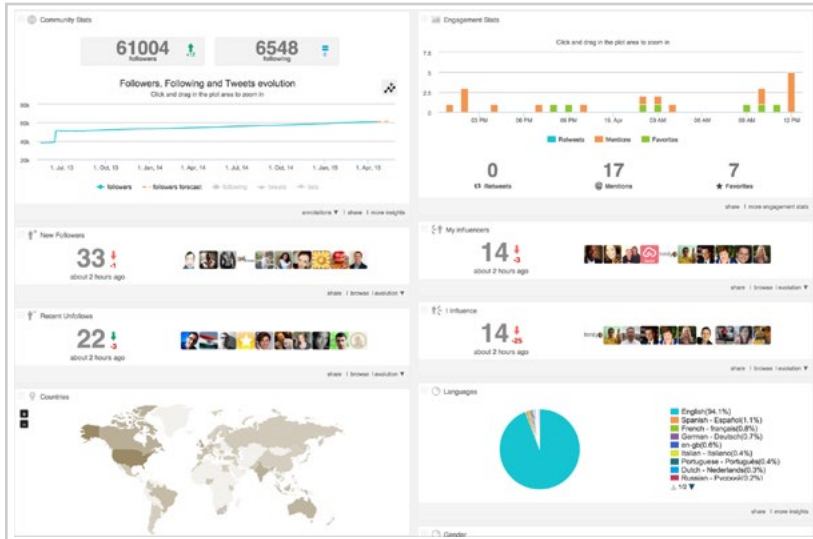 Community Stats
61004
followers
+12
6548
following
0
Followers, Following and Tweets evolution
Click and drag in the plot area to zoom in
80k
60k
40k
20k
1. Jul, 13
1. Oct, 13
1. Jan, 14
1. Apr, 14
1. Jul, 14
1. Oct, 14
1. Jan, 15
1. Apr, 15
followers
followers forecast
following
tweets
lists
annotations ▼ | share | more insights
New Followers
33
-1
about 2 hours ago
share | browse | evolution ▼
Recent Unfollows
22
-3
about 2 hours ago
share | browse | evolution ▼
Countries
+
−
Engagement Stats
Click and drag in the plot area to zoom in
7.5
5
2.5
0
03 PM
06 PM
09 PM
19. Apr
03 AM
06 AM
09 AM
12 PM
Retweets
Mentions
Favorites
0
Retweets
17
Mentions
7
Favorites
share | more engagement stats
My influencers
14
-3
about 2 hours ago
share | browse | evolution ▼
I Influence
14
-25
about 2 hours ago
share | browse | evolution ▼
Languages
English(94.1%)
Spanish - Español(1.1%)
French - français(0.8%)
German - Deutsch(0.7%)
en-gb(0.6%)
Italian - Italiano(0.4%)
Portuguese - Português(0.4%)
Dutch - Nederlands(0.3%)
Russian - Русский(0.2%)
1/2 ▼
share | more insights
Gender